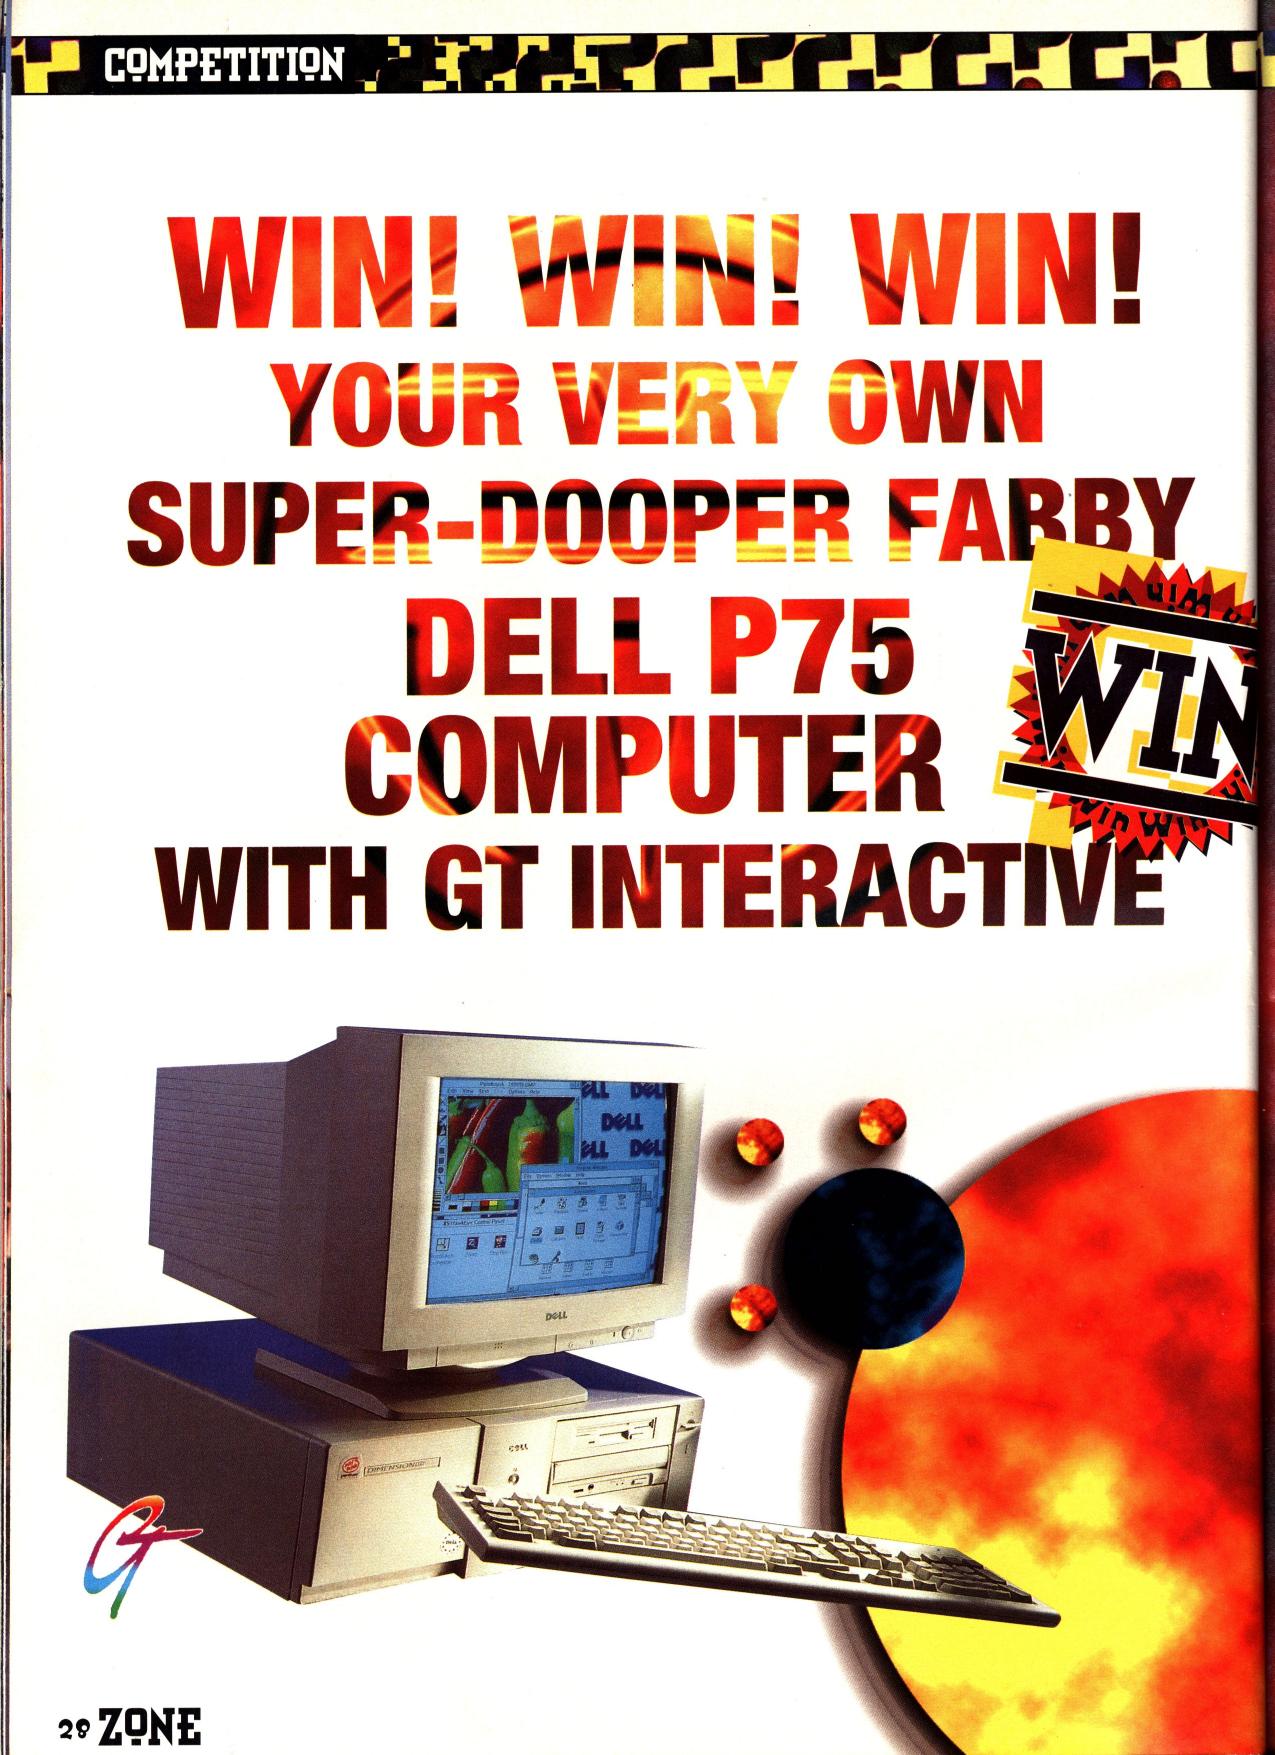 COMPETITION
WIN! WIN! WIN!
YOUR VERY OWN
SUPER-DOOPER FABBY
DELL P75
COMPUTER
WITH GT INTERACTIVE
WIN
DELL
DELL
DIMENSION
DELL
GT
28 ZONE